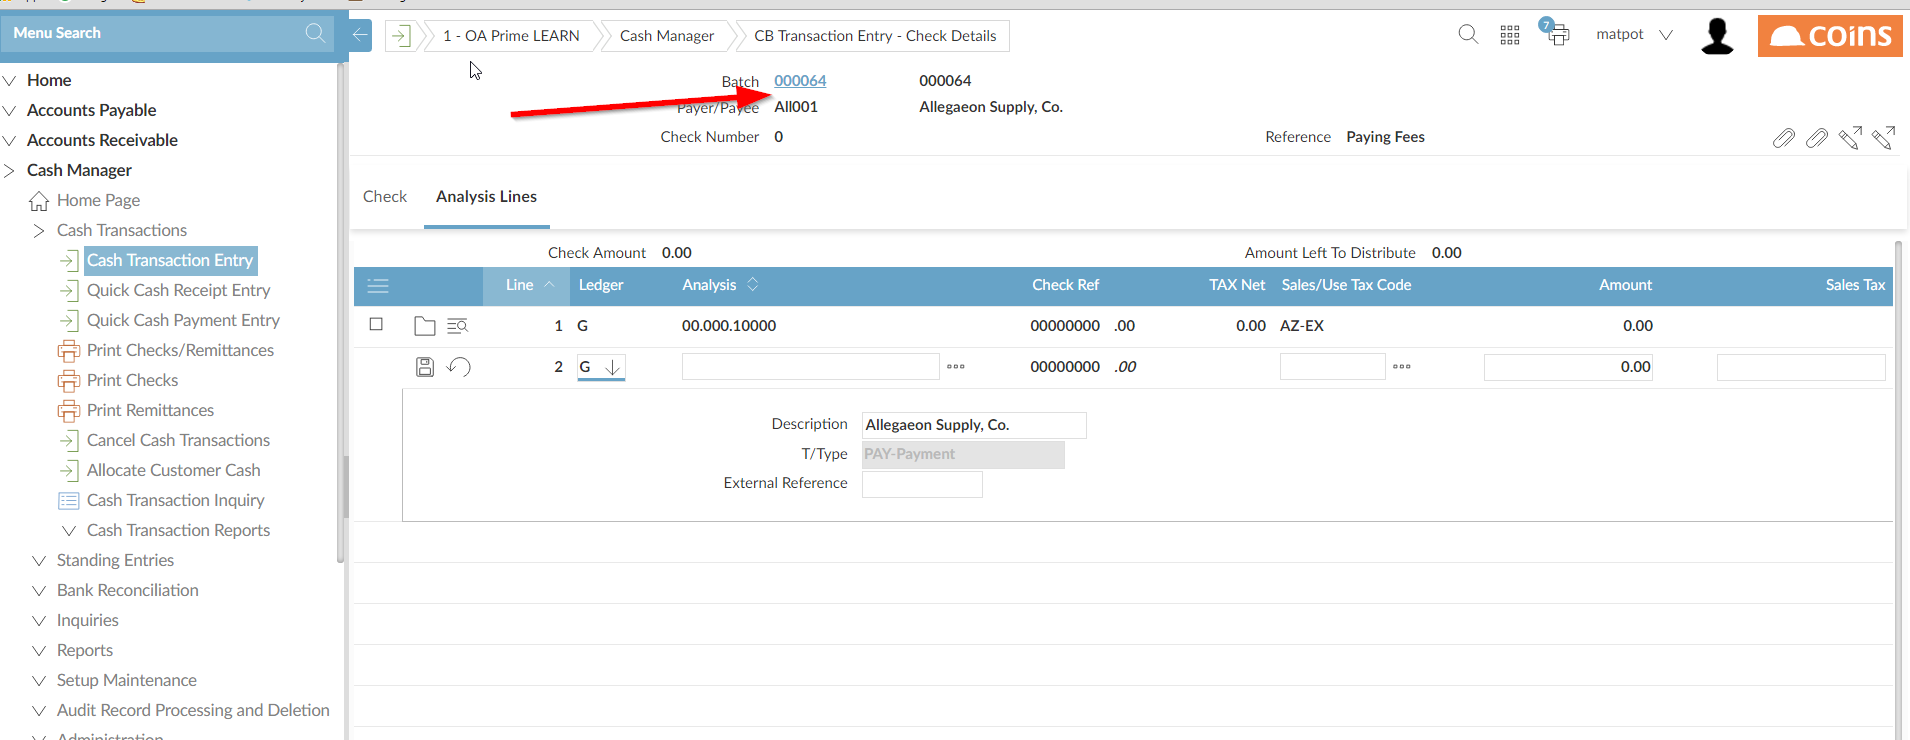 Menu Search
1 - OA Prime LEARN
Cash Manager
CB Transaction Entry - Check Details
7
matpot
coins
Home
Accounts Payable
Accounts Receivable
Cash Manager
Home Page
Cash Transactions
Cash Transaction Entry
Quick Cash Receipt Entry
Quick Cash Payment Entry
Print Checks/Remittances
Print Checks
Print Remittances
Cancel Cash Transactions
Allocate Customer Cash
Cash Transaction Inquiry
Cash Transaction Reports
Standing Entries
Bank Reconciliation
Inquiries
Reports
Setup Maintenance
Audit Record Processing and Deletion
Administration
Batch 000064 000064
Payer/Payee All001 Allegaeon Supply, Co.
Check Number 0 Reference Paying Fees
Check Analysis Lines
Check Amount 0.00 Amount Left To Distribute 0.00
Line Ledger Analysis Check Ref TAX Net Sales/Use Tax Code Amount Sales Tax
1 G 00.000.10000 00000000 .00 0.00 AZ-EX 0.00
2 G 00000000 .00 0.00
Description Allegaeon Supply, Co.
T/Type PAY-Payment
External Reference